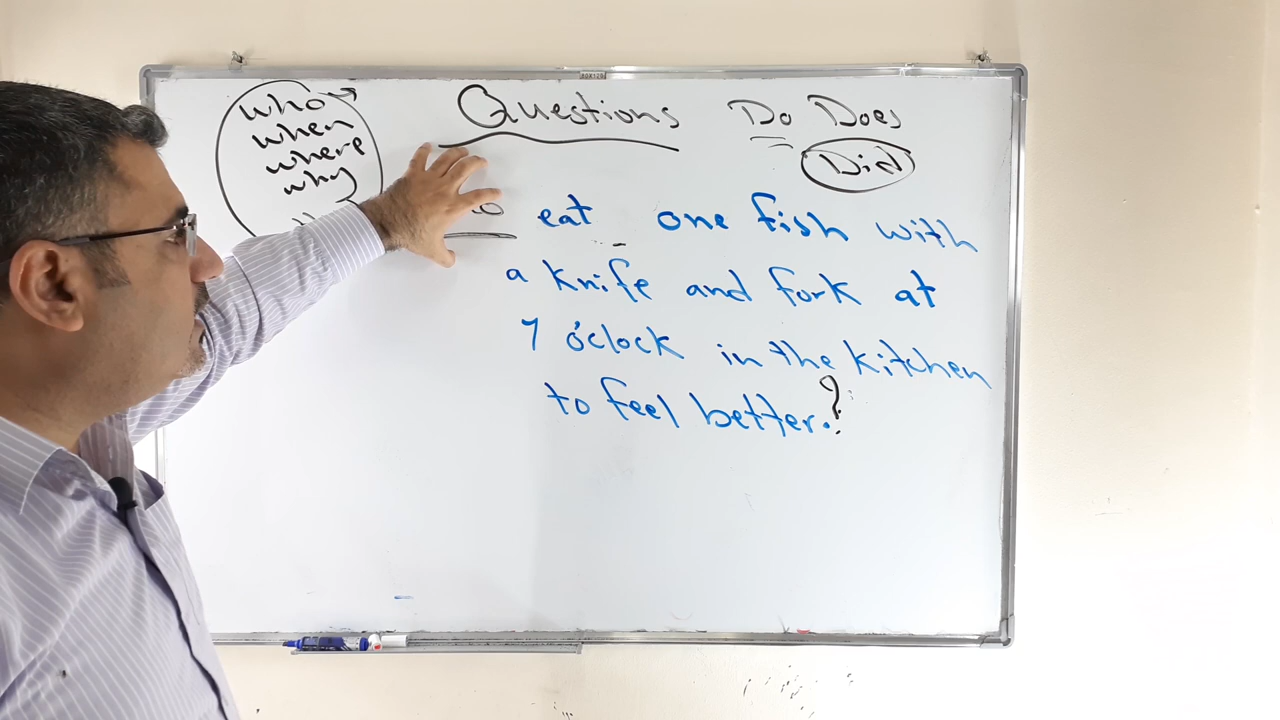 who
when
where
why
Questions
Do Does
Did
eat one fish with
a knife and fork at
7 o'clock in the kitchen
to feel better.?